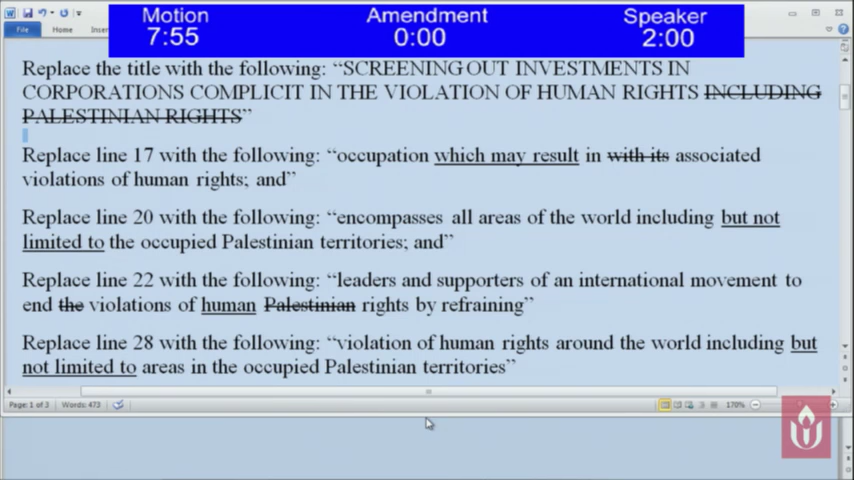 Motion Amendment Speaker
7:55 0:00 2:00
File Home Inser
Replace the title with the following: “SCREENING OUT INVESTMENTS IN
CORPORATIONS COMPLICIT IN THE VIOLATION OF HUMAN RIGHTS INCLUDING
PALESTINIAN RIGHTS”
Replace line 17 with the following: “occupation which may result in with its associated
violations of human rights; and”
Replace line 20 with the following: “encompasses all areas of the world including but not
limited to the occupied Palestinian territories; and”
Replace line 22 with the following: “leaders and supporters of an international movement to
end the violations of human Palestinian rights by refraining”
Replace line 28 with the following: “violation of human rights around the world including but
not limited to areas in the occupied Palestinian territories”
Page: 1 of 3 Words: 473 170%